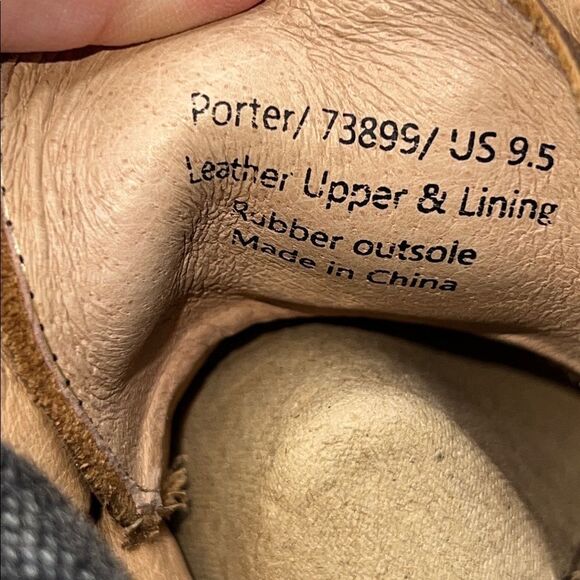 Porter/ 73899/ US 9.5
Leather Upper & Lining
Rubber outsole
Made in China